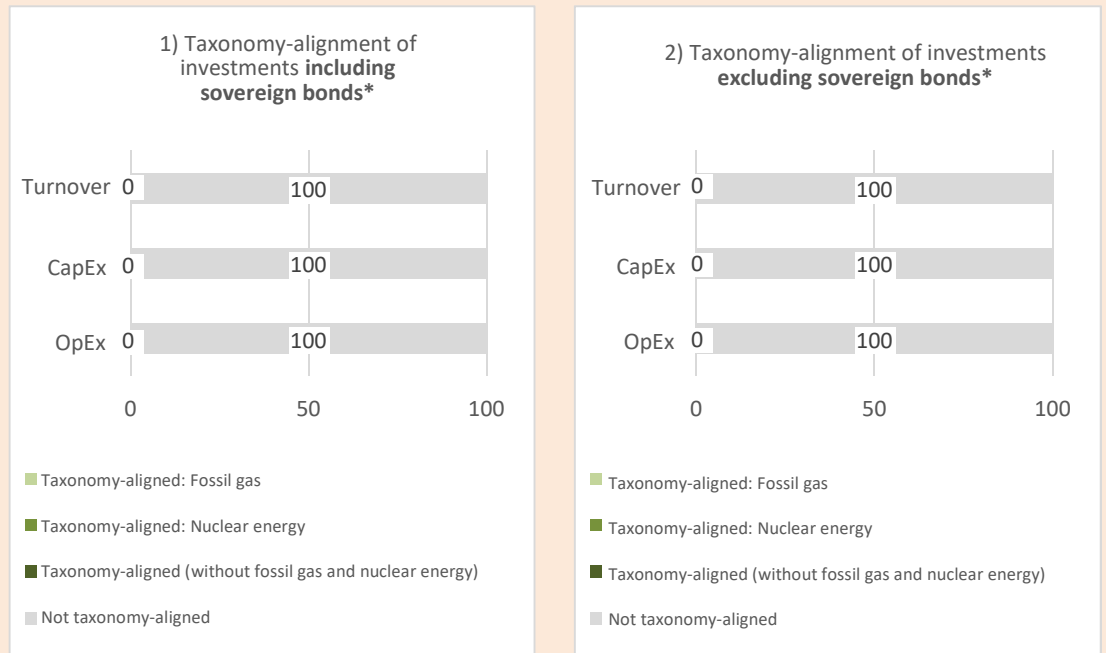 1) Taxonomy-alignment of
investments including
sovereign bonds*
Turnover 0 100
CapEx 0 100
OpEx 0 100
0 50 100
Taxonomy-aligned: Fossil gas
Taxonomy-aligned: Nuclear energy
Taxonomy-aligned (without fossil gas and nuclear energy)
Not taxonomy-aligned
2) Taxonomy-alignment of investments
excluding sovereign bonds*
Turnover 0 100
CapEx 0 100
OpEx 0 100
0 50 100
Taxonomy-aligned: Fossil gas
Taxonomy-aligned: Nuclear energy
Taxonomy-aligned (without fossil gas and nuclear energy)
Not taxonomy-aligned